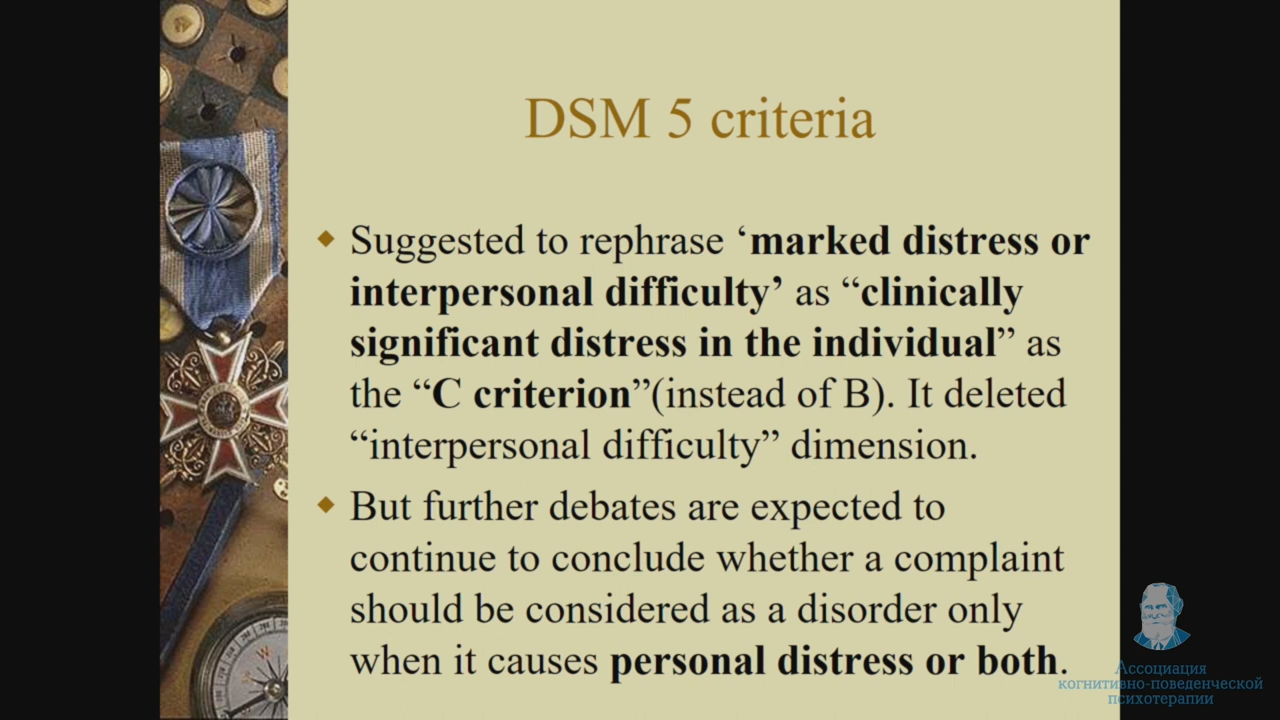 DSM 5 criteria
Suggested to rephrase ‘marked distress or
interpersonal difficulty’ as “clinically
significant distress in the individual” as
the “C criterion”(instead of B). It deleted
“interpersonal difficulty” dimension.
But further debates are expected to
continue to conclude whether a complaint
should be considered as a disorder only
when it causes personal distress or both.
Ассоциация
когнитивно-поведенческой
психотерапии